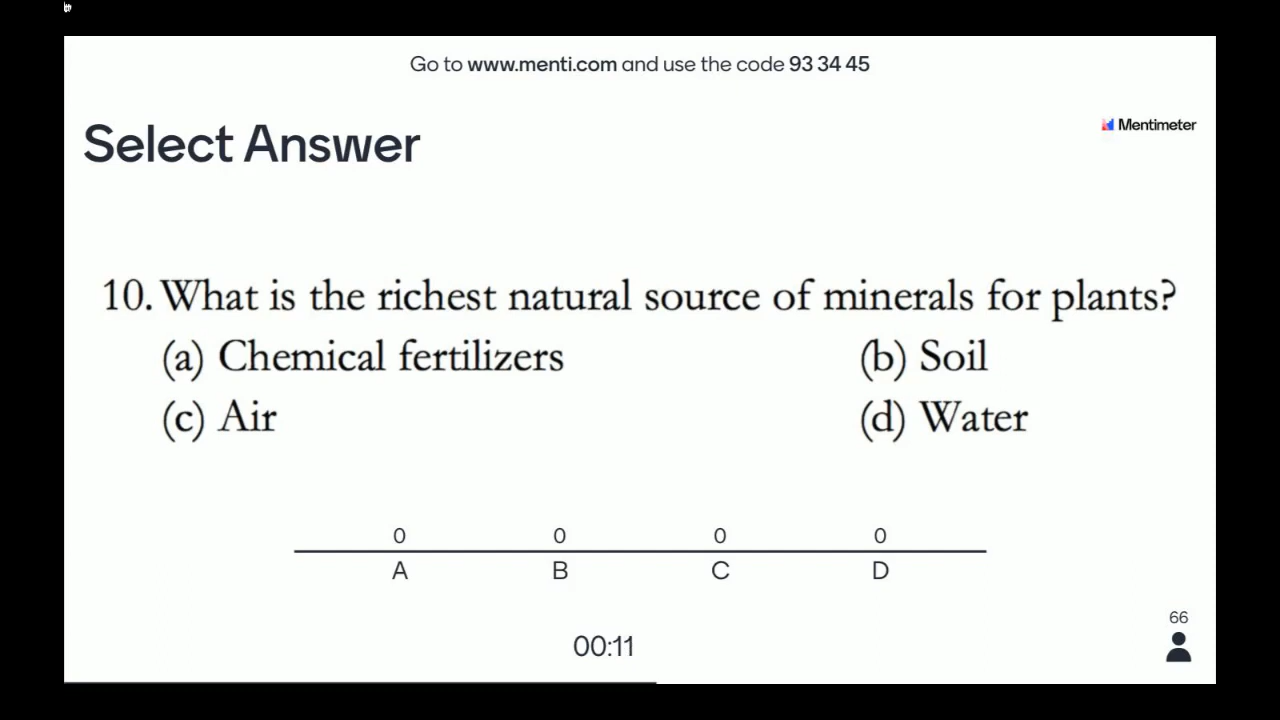 Go to www.menti.com and use the code 93 34 45
Mentimeter
Select Answer
10. What is the richest natural source of minerals for plants?
(a) Chemical fertilizers (b) Soil
(c) Air (d) Water
0 0 0 0
A B C D
66
00:11